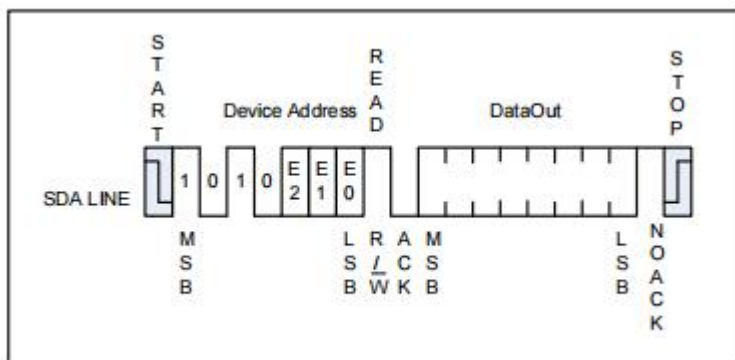 START
READ
STOP
Device Address
DataOut
SDA LINE
1 0 1 0 E2 E1 E0
MSB
LSB
R/W
ACK
MSB
LSB
NOACK